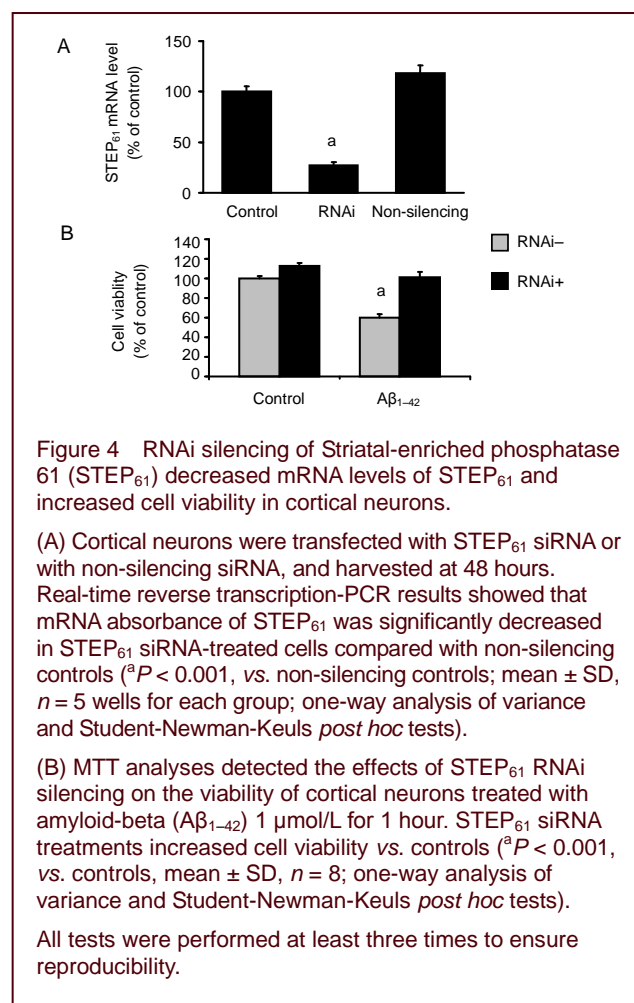 A
STEP₆₁ mRNA level
(% of control)
150
100
50
0
a
Control RNAi Non-silencing
B
Cell viablity
(% of control)
140
120
100
80
60
40
20
0
a
Control Aβ₁₋₄₂
RNAi–
RNAi+
Figure 4 RNAi silencing of Striatal-enriched phosphatase
61 (STEP₆₁) decreased mRNA levels of STEP₆₁ and
increased cell viability in cortical neurons.
(A) Cortical neurons were transfected with STEP₆₁ siRNA or
with non-silencing siRNA, and harvested at 48 hours.
Real-time reverse transcription-PCR results showed that
mRNA absorbance of STEP₆₁ was significantly decreased
in STEP₆₁ siRNA-treated cells compared with non-silencing
controls (ᵃP < 0.001, vs. non-silencing controls; mean ± SD,
n = 5 wells for each group; one-way analysis of variance
and Student-Newman-Keuls post hoc tests).
(B) MTT analyses detected the effects of STEP₆₁ RNAi
silencing on the viability of cortical neurons treated with
amyloid-beta (Aβ₁₋₄₂) 1 µmol/L for 1 hour. STEP₆₁ siRNA
treatments increased cell viability vs. controls (ᵃP < 0.001,
vs. controls, mean ± SD, n = 8; one-way analysis of
variance and Student-Newman-Keuls post hoc tests).
All tests were performed at least three times to ensure
reproducibility.